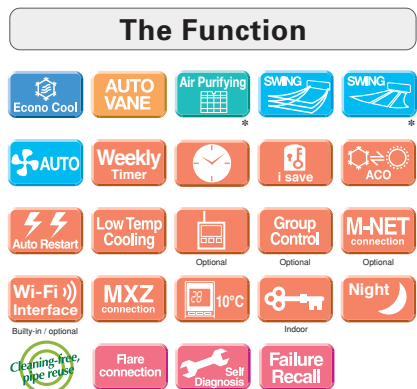 The Function
Econo Cool
AUTO
VANE
Air Purifying
*
SWING
SWING
*
AUTO
Weekly
Timer
i save
ACO
Auto Restart
Low Temp
Cooling
Optional
Group
Control
Optional
M-NET
connection
Optional
Wi-Fi
Interface
Builty-in / optional
MXZ
connection
28
10°C
Indoor
Night
Cleaning-free,
pipe reuse
Flare
connection
Self
Diagnosis
Failure
Recall